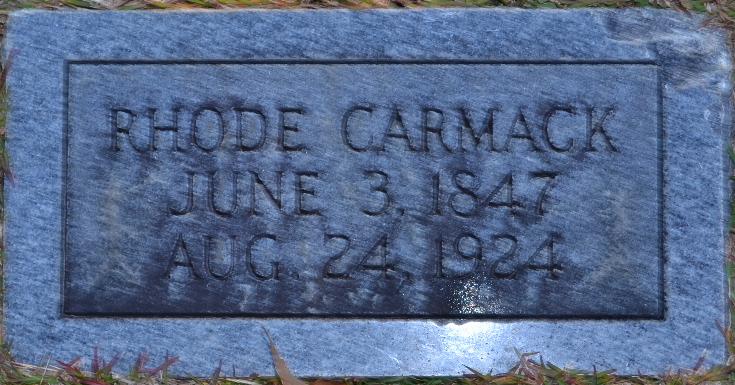 RHODE CARMACK
JUNE 3, 1847
AUG. 24, 1924